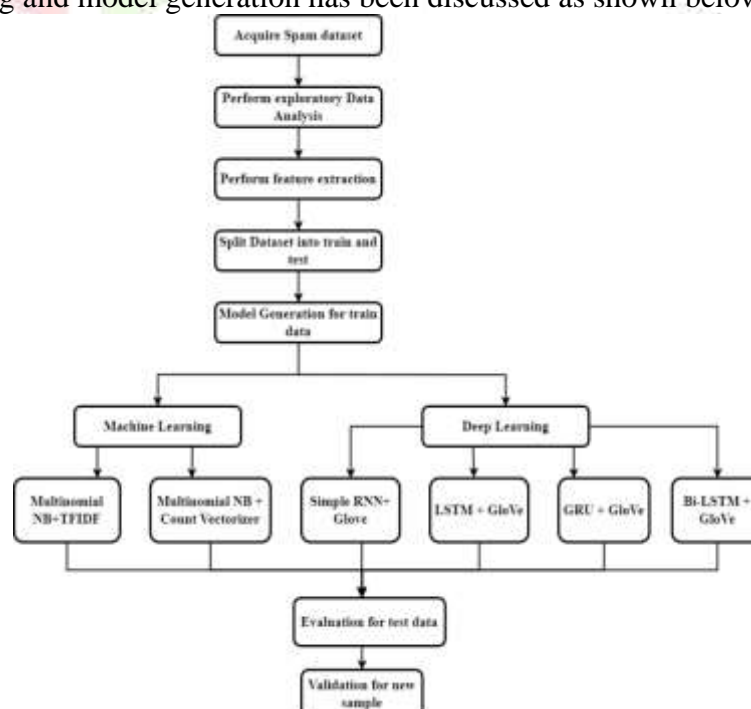 g and model generation has been discussed as shown below
Acquire Spam dataset
Perform exploratory Data
Analysis
Perform feature extraction
Split Dataset into train and
test
Model Generation for train
data
Machine Learning
Deep Learning
Multinomial
NB+TFIDF
Multinomial NB +
Count Vectorizer
Simple RNN+
Glove
LSTM + GloVe
GRU + GloVe
Bi-LSTM +
GloVe
Evaluation for test data
Validation for new
sample